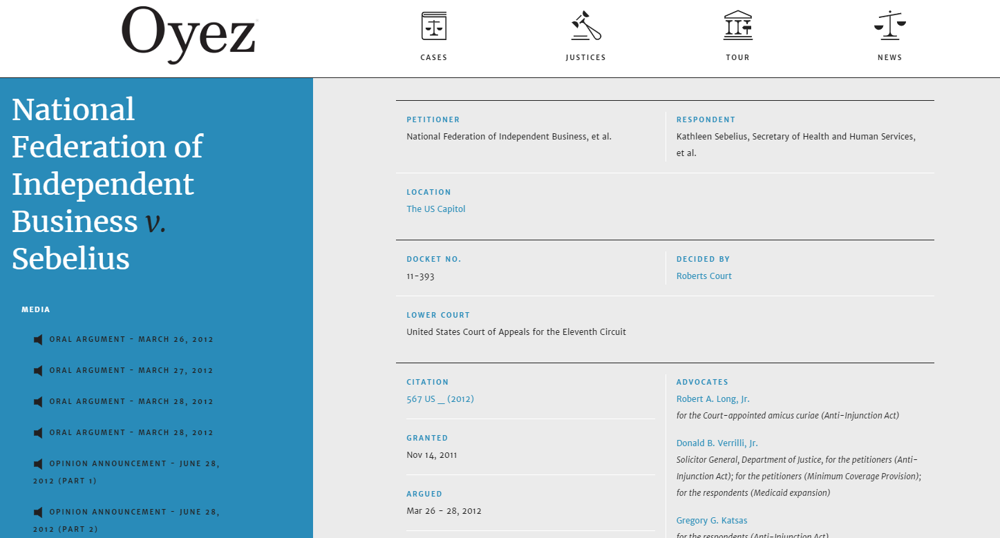 Oyez
CASES
JUSTICES
TOUR
NEWS
National
Federation of
Independent
Business v.
Sebelius
MEDIA
ORAL ARGUMENT - MARCH 26, 2012
ORAL ARGUMENT - MARCH 27, 2012
ORAL ARGUMENT - MARCH 28, 2012
ORAL ARGUMENT - MARCH 28, 2012
OPINION ANNOUNCEMENT - JUNE 28,
2012 (PART 1)
OPINION ANNOUNCEMENT - JUNE 28,
2012 (PART 2)
PETITIONER
National Federation of Independent Business, et al.
RESPONDENT
Kathleen Sebelius, Secretary of Health and Human Services,
et al.
LOCATION
The US Capitol
DOCKET NO.
11-393
DECIDED BY
Roberts Court
LOWER COURT
United States Court of Appeals for the Eleventh Circuit
CITATION
567 US _ (2012)
GRANTED
Nov 14, 2011
ARGUED
Mar 26 - 28, 2012
ADVOCATES
Robert A. Long, Jr.
for the Court-appointed amicus curiae (Anti-Injunction Act)
Donald B. Verrilli, Jr.
Solicitor General, Department of Justice, for the petitioners (Anti-
Injunction Act); for the petitioners (Minimum Coverage Provision);
for the respondents (Medicaid expansion)
Gregory G. Katsas
for the respondents (Anti-Injunction Act)